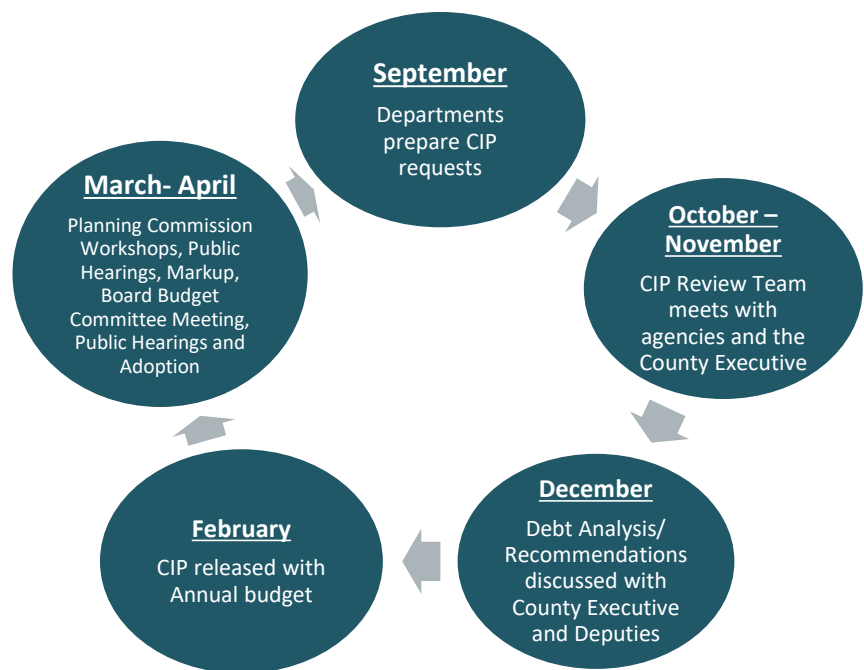 September
Departments
prepare CIP
requests
October –
November
CIP Review Team
meets with
agencies and the
County Executive
December
Debt Analysis/
Recommendations
discussed with
County Executive
and Deputies
February
CIP released with
Annual budget
March- April
Planning Commission
Workshops, Public
Hearings, Markup,
Board Budget
Committee Meeting,
Public Hearings and
Adoption